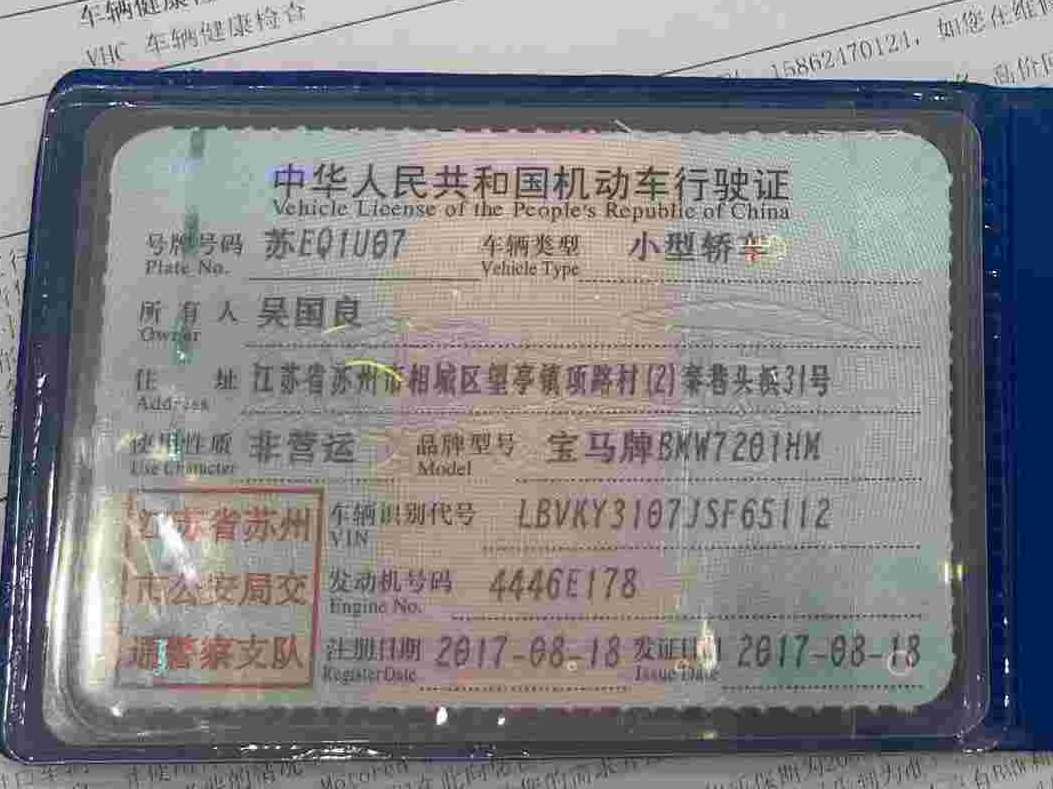 车辆健康检
VHC 车辆健康检查
15862170121，如您在维修
高价
中华人民共和国机动车行驶证
Vehicle License of the People's Republic of China
号牌号码 苏EQ1U07 车辆类型 小型轿车
Plate No. Vehicle Type
所有人 吴国良
Owner
住址 江苏省苏州市相城区望亭镇项路村(2)秦巷头浜31号
Address
使用性质 非营运 品牌型号 宝马牌BMW7201HM
Use Character Model
江苏省苏州
市公安局交
通警察支队
车辆识别代号 LBVKY3107JSF65112
VIN
发动机号码 4446E178
Engine No.
注册日期 2017-08-18 发证日期 2017-08-18
Register Date Issue Date